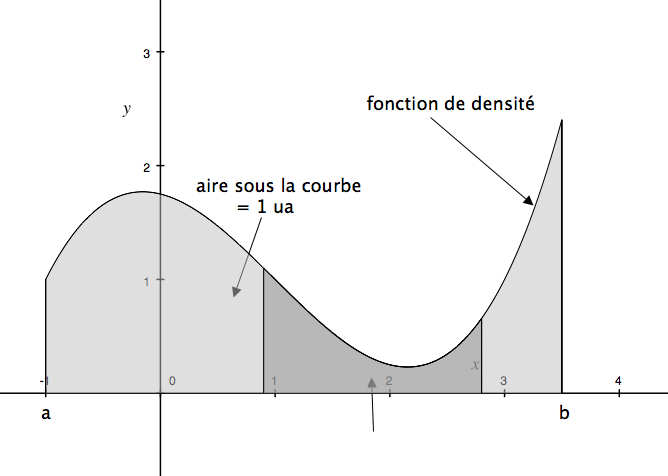 3
y
fonction de densité
2
aire sous la courbe
= 1 ua
1
x
-1 0 1 2 3 4
a b